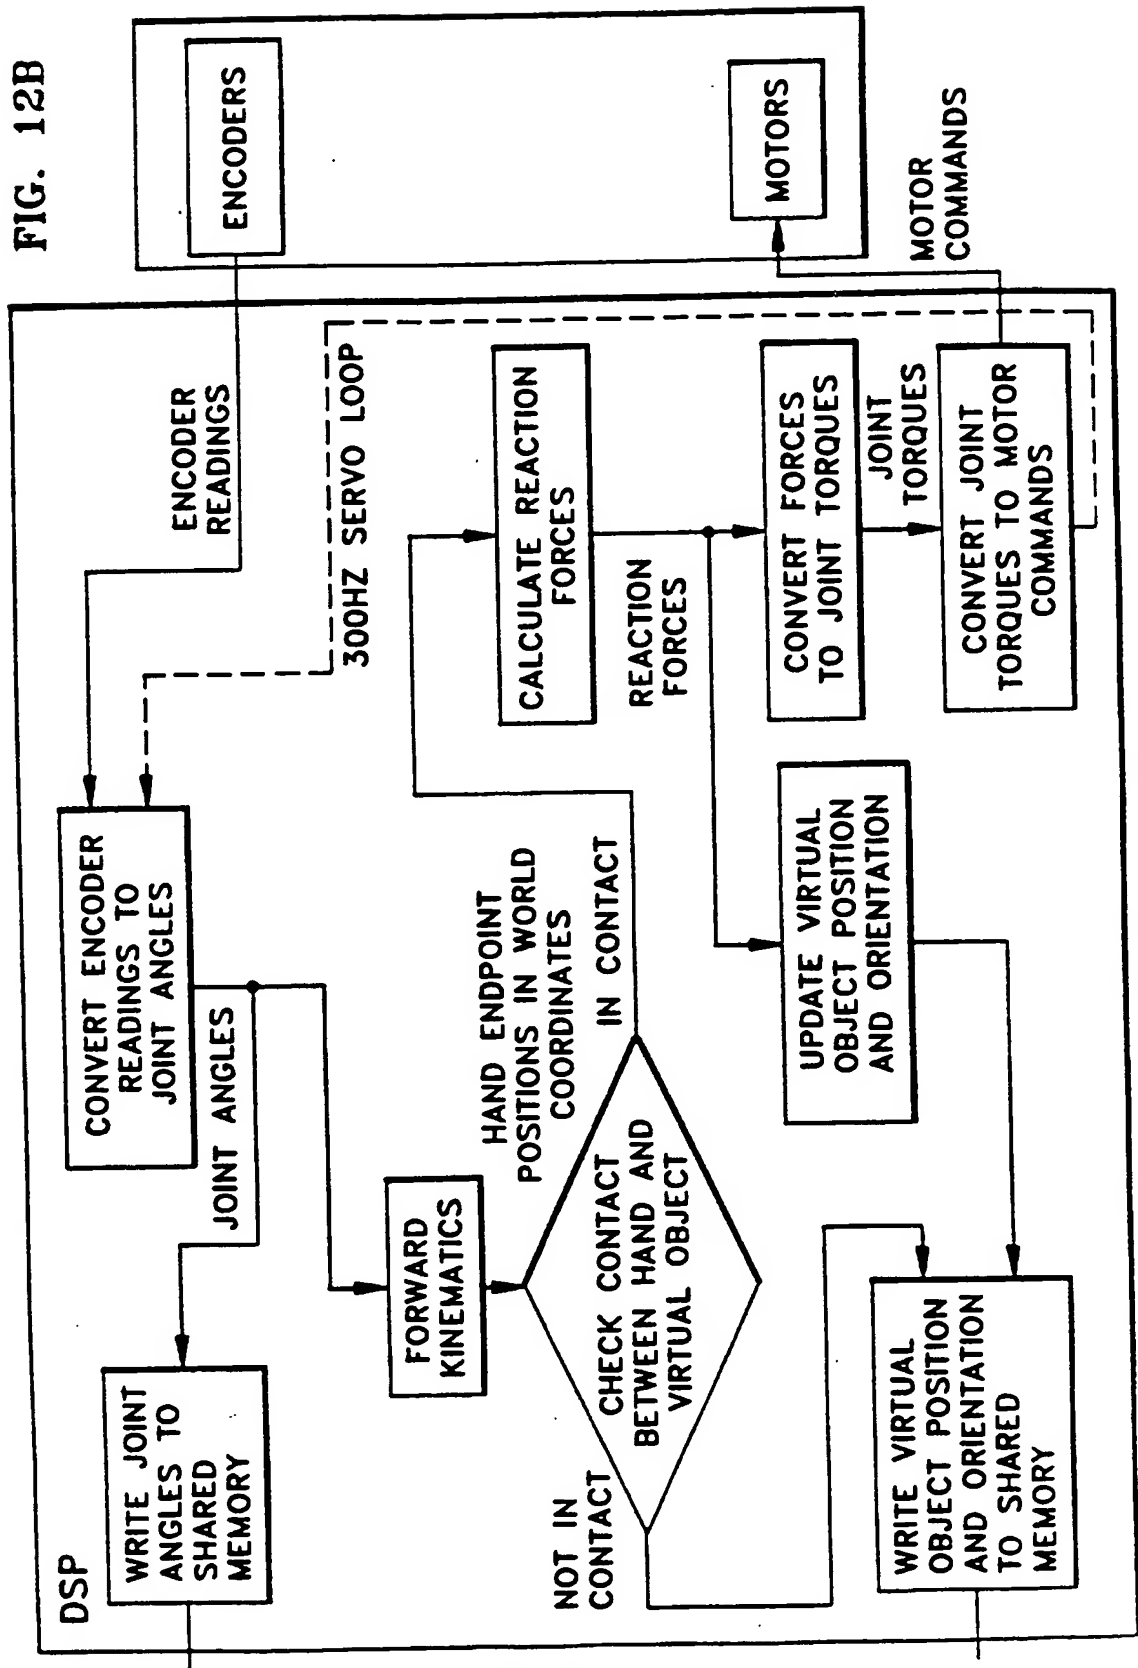 FIG. 12B
DSP
WRITE JOINT
ANGLES TO
SHARED
MEMORY
JOINT ANGLES
CONVERT ENCODER
READINGS TO
JOINT ANGLES
ENCODER
READINGS
ENCODERS
300HZ SERVO LOOP
FORWARD
KINEMATICS
HAND ENDPOINT
POSITIONS IN WORLD
COORDINATES
CHECK CONTACT
BETWEEN HAND AND
VIRTUAL OBJECT
IN CONTACT
NOT IN
CONTACT
CALCULATE REACTION
FORCES
REACTION
FORCES
CONVERT FORCES
TO JOINT TORQUES
JOINT
TORQUES
CONVERT JOINT
TORQUES TO MOTOR
COMMANDS
MOTOR
COMMANDS
MOTORS
UPDATE VIRTUAL
OBJECT POSITION
AND ORIENTATION
WRITE VIRTUAL
OBJECT POSITION
AND ORIENTATION
TO SHARED
MEMORY